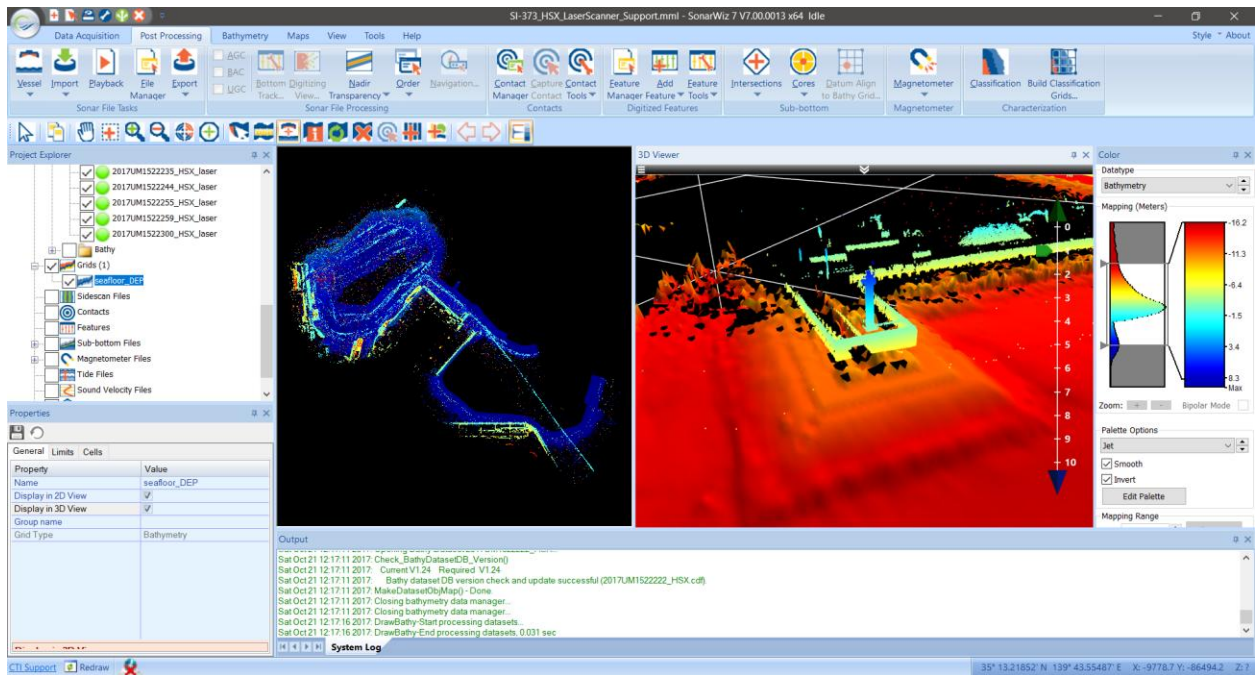 SI-373_HSX_LaserScanner_Support.mml - SonarWiz 7 V7.00.0013 x64 Idle
Data Acquisition Post Processing Bathymetry Maps View Tools Help
Style About
Vessel Import Playback File Manager Export
AGC
BAC
UGC
Bottom Track... Digitizing View... Nadir Transparency Order Navigation...
Contact Manager Capture Contact Contact Tools
Feature Manager Add Feature Feature Tools
Intersections Cores Datum Align to Bathy Grid...
Magnetometer
Classification Build Classification Grids...
Sonar File Tasks Sonar File Processing Contacts Digitized Features Sub-bottom Magnetometer Characterization
Project Explorer
2017UM1522235_HSX_laser
2017UM1522244_HSX_laser
2017UM1522255_HSX_laser
2017UM1522259_HSX_laser
2017UM1522300_HSX_laser
Bathy
Grids (1)
seafloor_DEP
Sidescan Files
Contacts
Features
Sub-bottom Files
Magnetometer Files
Tide Files
Sound Velocity Files
Properties
General Limits Cells
Property Value
Name seafloor_DEP
Display in 2D View
Display in 3D View
Group name
Grid Type Bathymetry
3D Viewer
0
2
3
4
5
6
7
8
9
10
Color
Datatype
Bathymetry
Mapping (Meters)
-16.2
-11.3
-6.4
-1.5
3.4
8.3
Max
Zoom: + - Bipolar Mode
Palette Options
Jet
Smooth
Invert
Edit Palette
Mapping Range
Output
Sat Oct 21 12:17:11 2017: Check_BathyDatasetDB_Version()
Sat Oct 21 12:17:11 2017: Current V1.24 Required V1.24
Sat Oct 21 12:17:11 2017: Bathy dataset DB version check and update successful (2017UM1522222_HSX.cdf).
Sat Oct 21 12:17:11 2017: MakeDatasetObjMap() - Done
Sat Oct 21 12:17:11 2017: Closing bathymetry data manager...
Sat Oct 21 12:17:11 2017: Closing bathymetry data manager...
Sat Oct 21 12:17:16 2017: DrawBathy-Start processing datasets...
Sat Oct 21 12:17:16 2017: DrawBathy-End processing datasets, 0.031 sec
System Log
CTI Support Redraw
35° 13.21852' N 139° 43.55487' E X: -9778.7 Y: -86494.2 Z: ?